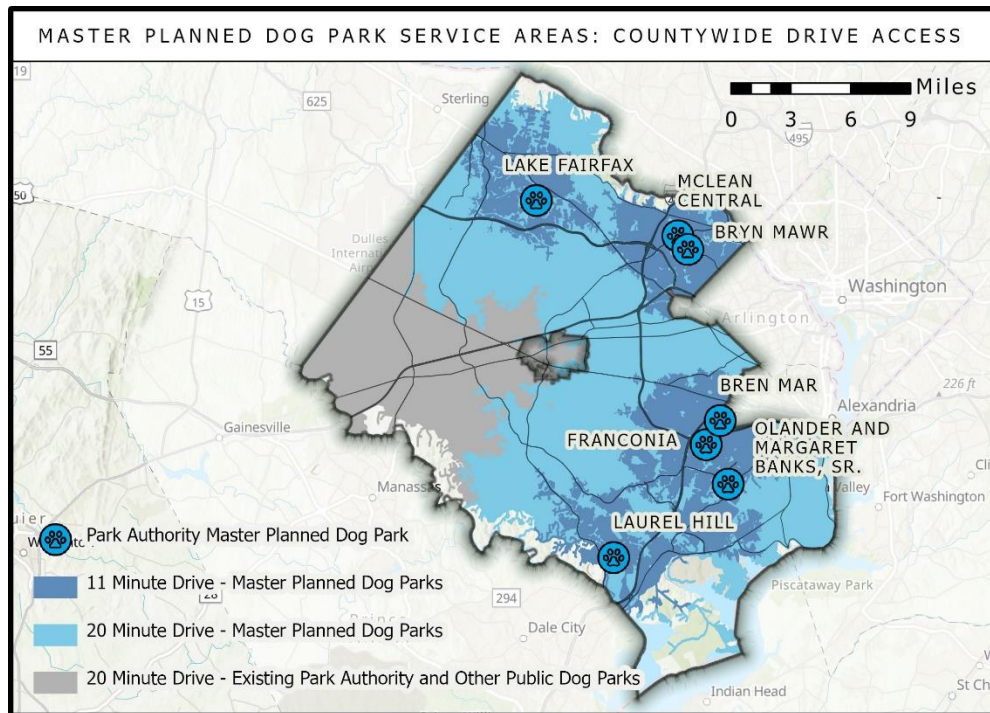 MASTER PLANNED DOG PARK SERVICE AREAS: COUNTYWIDE DRIVE ACCESS
Miles
0 3 6 9
19
625
Sterling
495
50
LAKE FAIRFAX
MCLEAN
CENTRAL
BRYN MAWR
Dulles
International
Airport
15
Washington
Arlington
55
BREN MAR
226 ft
Alexandria
Gainesville
FRANCONIA
OLANDER AND
MARGARET
BANKS, SR.
Valley
Fort Washington
Manassas
LAUREL HILL
Park Authority Master Planned Dog Park
11 Minute Drive - Master Planned Dog Parks
Piscataway Park
28
294
20 Minute Drive - Master Planned Dog Parks
Dale City
20 Minute Drive - Existing Park Authority and Other Public Dog Parks
Indian Head
St Ch